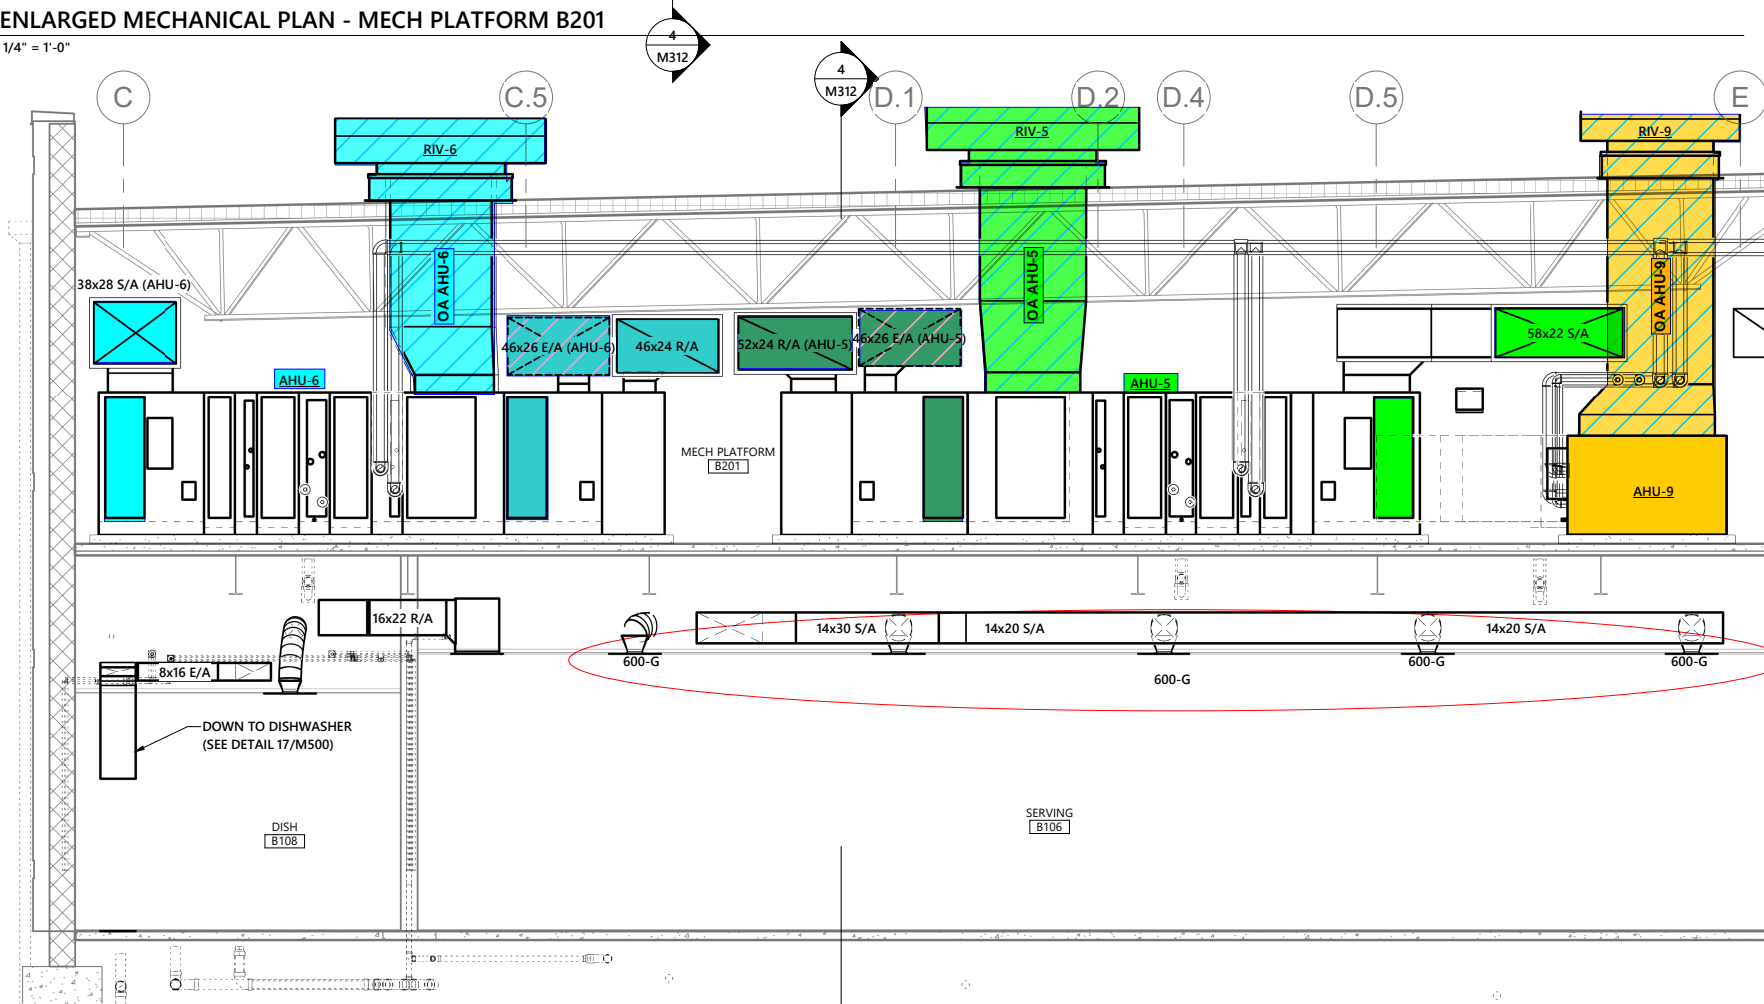 ENLARGED MECHANICAL PLAN - MECH PLATFORM B201
1/4" = 1'-0"
4
M312
4
M312
C
C.5
D.1
D.2
D.4
D.5
E
RIV-6
RIV-5
RIV-9
OA AHU-6
OA AHU-5
OA AHU-9
38x28 S/A (AHU-6)
46x26 E/A (AHU-6)
46x24 R/A
52x24 R/A (AHU-5)
46x26 E/A (AHU-5)
58x22 S/A
AHU-6
AHU-5
MECH PLATFORM
B201
AHU-9
16x22 R/A
14x30 S/A
14x20 S/A
14x20 S/A
600-G
600-G
600-G
600-G
8x16 E/A
DOWN TO DISHWASHER
(SEE DETAIL 17/M500)
DISH
B108
SERVING
B106